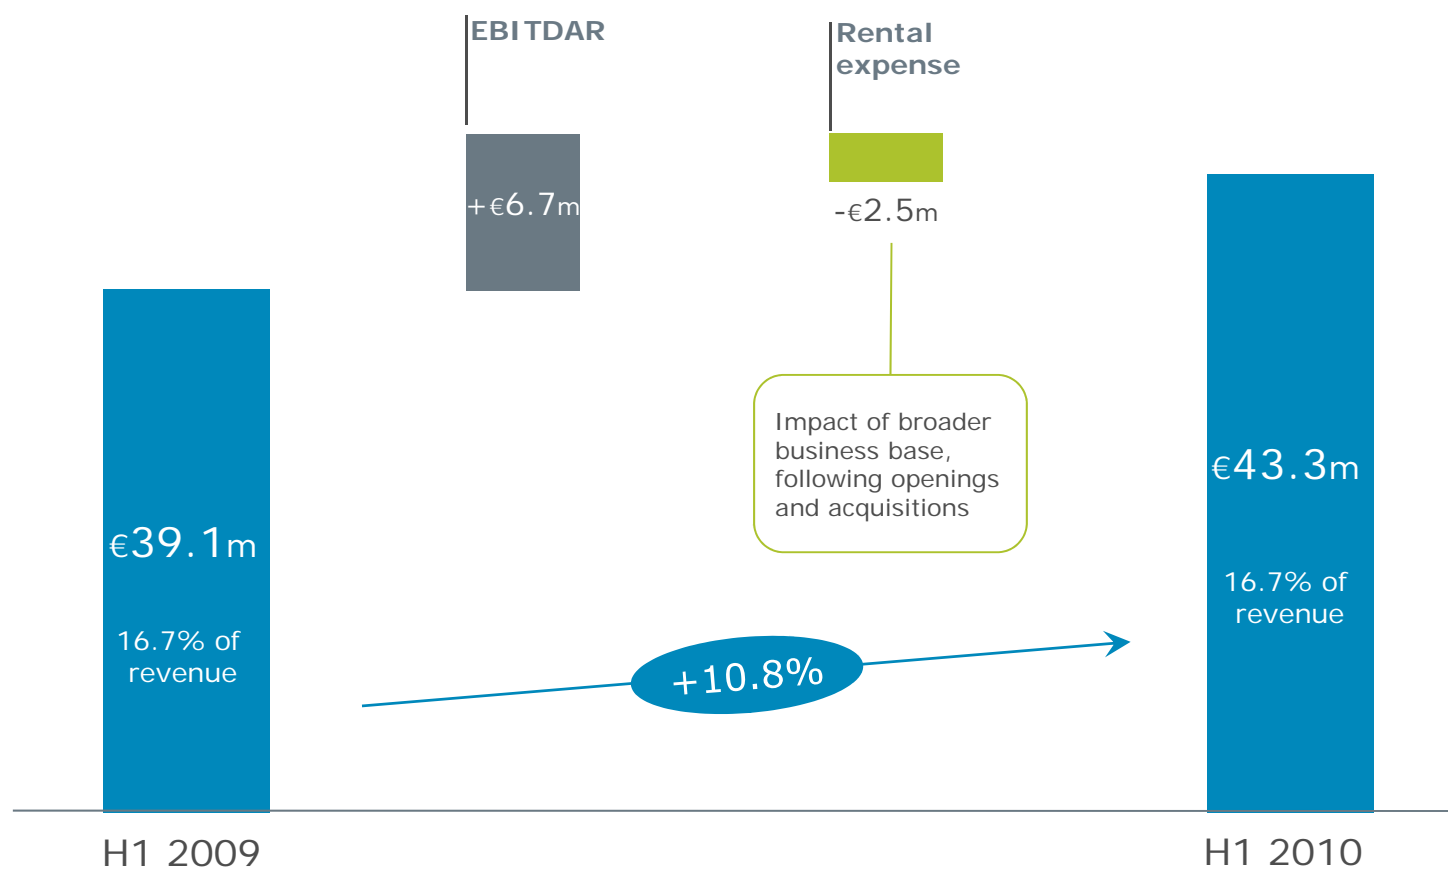 EBITDAR
Rental
expense
+€6.7m
-€2.5m
Impact of broader
business base,
following openings
and acquisitions
€39.1m
16.7% of
revenue
€43.3m
16.7% of
revenue
+10.8%
H1 2009
H1 2010